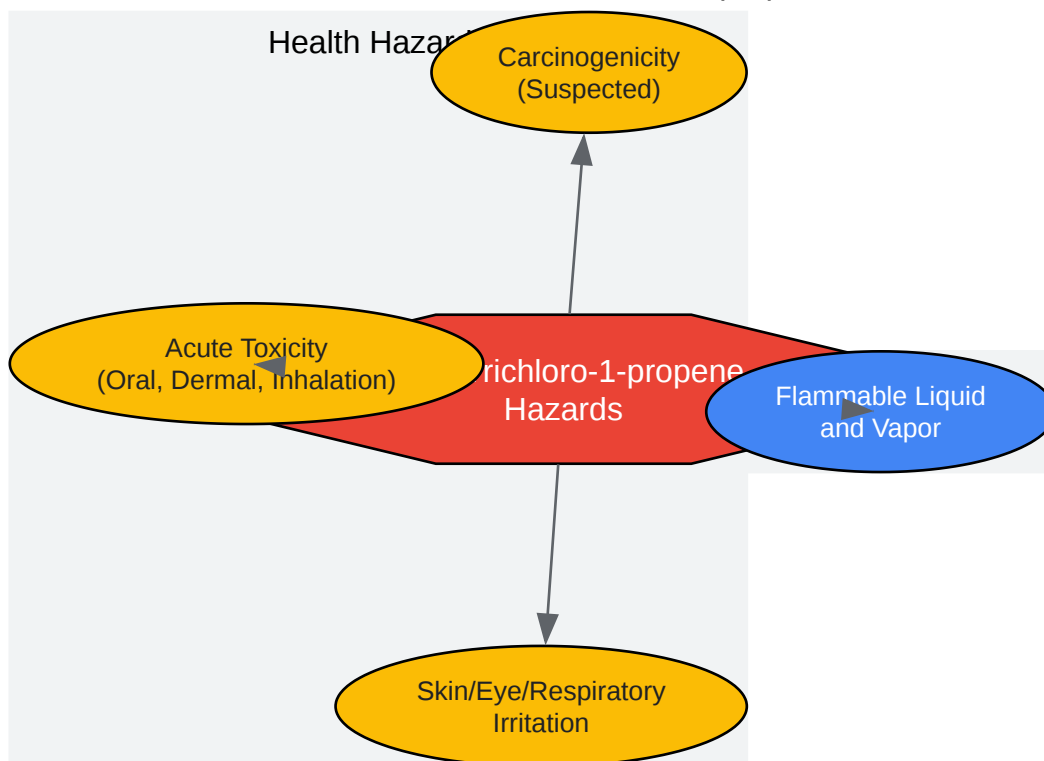 Health
Carcinogenicity
(Suspected)
Acute Toxicity
(Oral, Dermal, Inhalation)
richloro-1-propene
Hazards
Flammable Liquid
and Vapor
Skin/Eye/Respiratory
Irritation